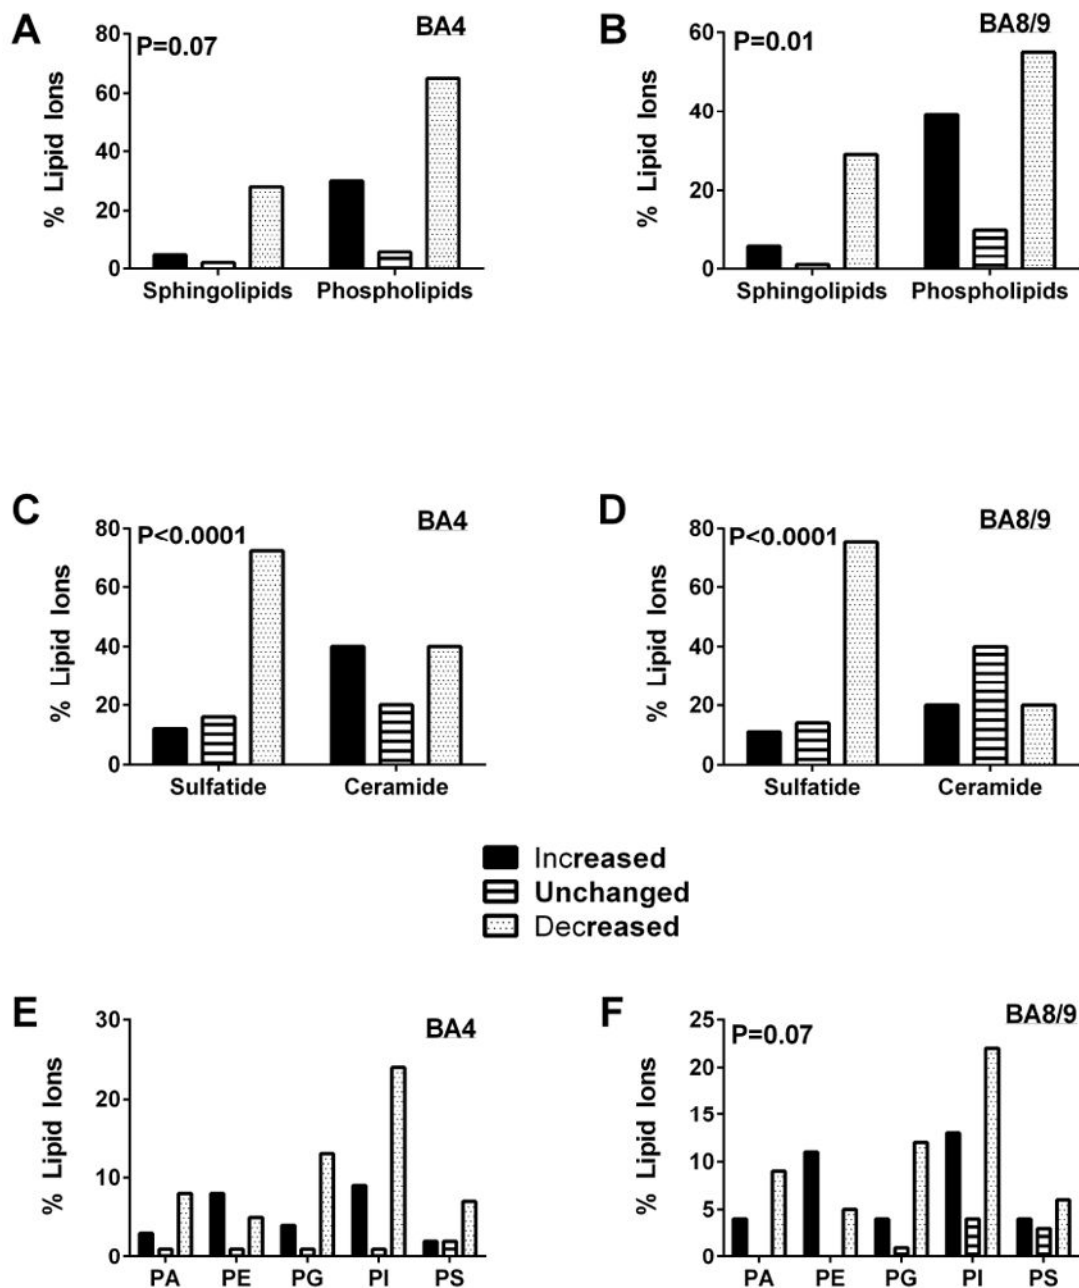 A
BA4
P=0.07
% Lipid Ions
80
60
40
20
0
Sphingolipids Phospholipids
B
BA8/9
P=0.01
% Lipid Ions
60
40
20
0
Sphingolipids Phospholipids
C
BA4
P<0.0001
% Lipid Ions
80
60
40
20
0
Sulfatide Ceramide
D
BA8/9
P<0.0001
% Lipid Ions
80
60
40
20
0
Sulfatide Ceramide
Increased
Unchanged
Decreased
E
BA4
% Lipid Ions
30
20
10
0
PA PE PG PI PS
F
BA8/9
P=0.07
% Lipid Ions
25
20
15
10
5
0
PA PE PG PI PS